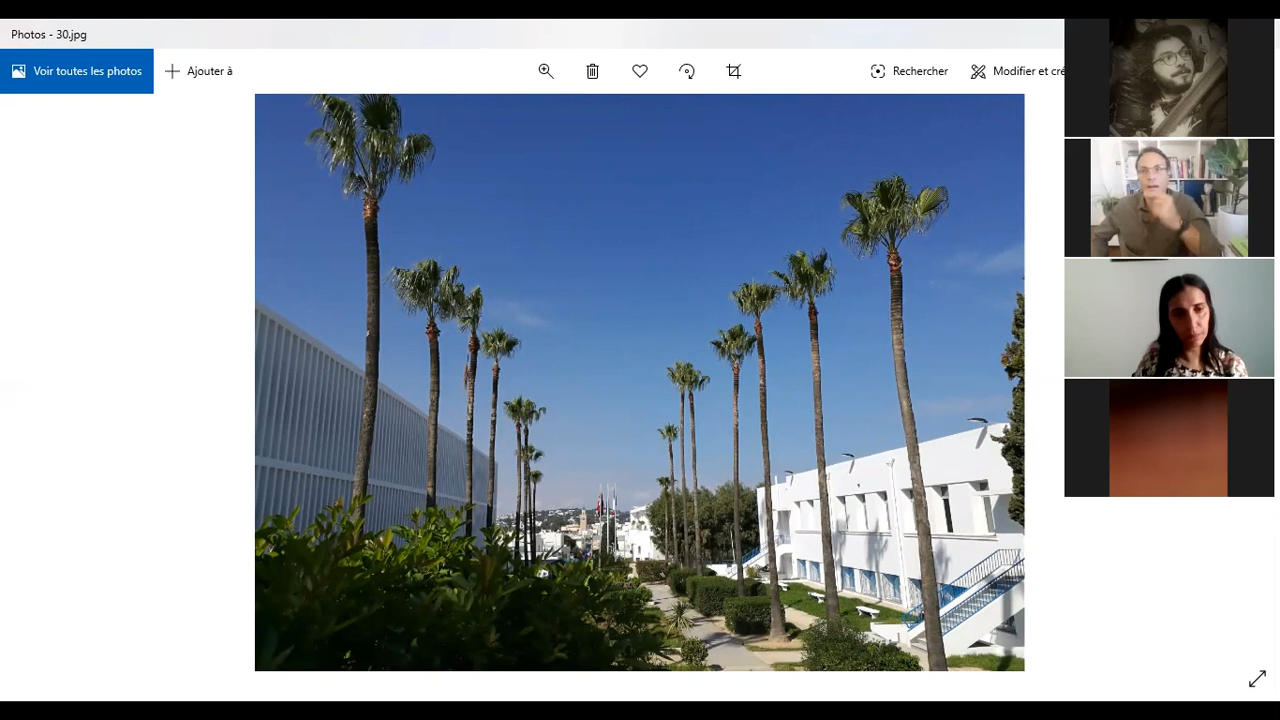 Photos - 30.jpg
Voir toutes les photos
Ajouter à
Rechercher
Modifier et cré